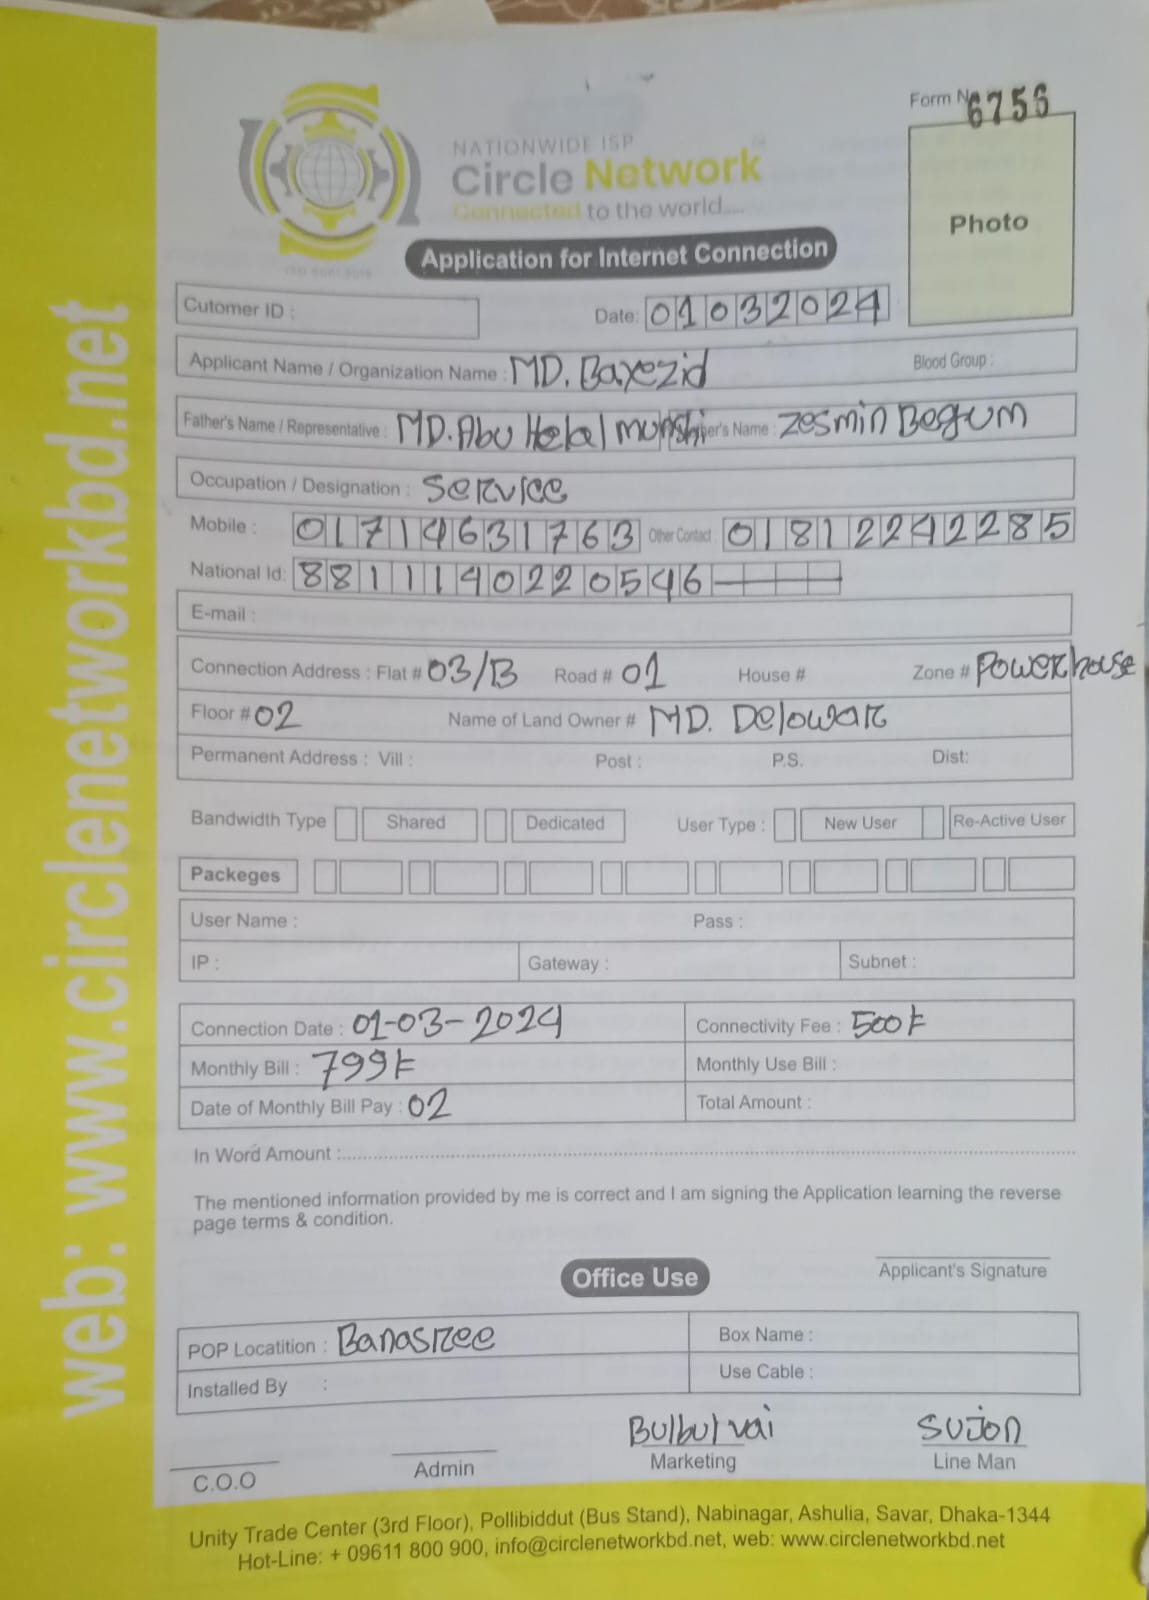 Form No 6756
NATIONWIDE ISP
Circle Network
Connected to the world....
Application for Internet Connection
Photo
Cutomer ID :
Date: 01032024
Applicant Name / Organization Name : MD. Baxezid Blood Group :
Father's Name / Representative : MD. Abu Helal munshi Mother's Name : Zesmin Begum
Occupation / Designation : Service
Mobile : 01714631763 Other Contact : 01812242285
National Id: 88111140220546
E-mail :
Connection Address : Flat # 03/B Road # 01 House # Zone # Powerhouse
Floor # 02 Name of Land Owner # MD. Delowar
Permanent Address : Vill : Post : P.S. Dist:
Bandwidth Type Shared Dedicated User Type : New User Re-Active User
Packeges
User Name : Pass :
IP : Gateway : Subnet :
Connection Date : 01-03-2024 Connectivity Fee : 500৳
Monthly Bill : 799৳ Monthly Use Bill :
Date of Monthly Bill Pay : 02 Total Amount :
In Word Amount :
The mentioned information provided by me is correct and I am signing the Application learning the reverse
page terms & condition.
Applicant's Signature
Office Use
POP Locatition : Banasree Box Name :
Installed By : Use Cable :
Bulbul vai Sujon
C.O.O Admin Marketing Line Man
Unity Trade Center (3rd Floor), Pollibiddut (Bus Stand), Nabinagar, Ashulia, Savar, Dhaka-1344
Hot-Line: + 09611 800 900, info@circlenetworkbd.net, web: www.circlenetworkbd.net
web: www.circlenetworkbd.net